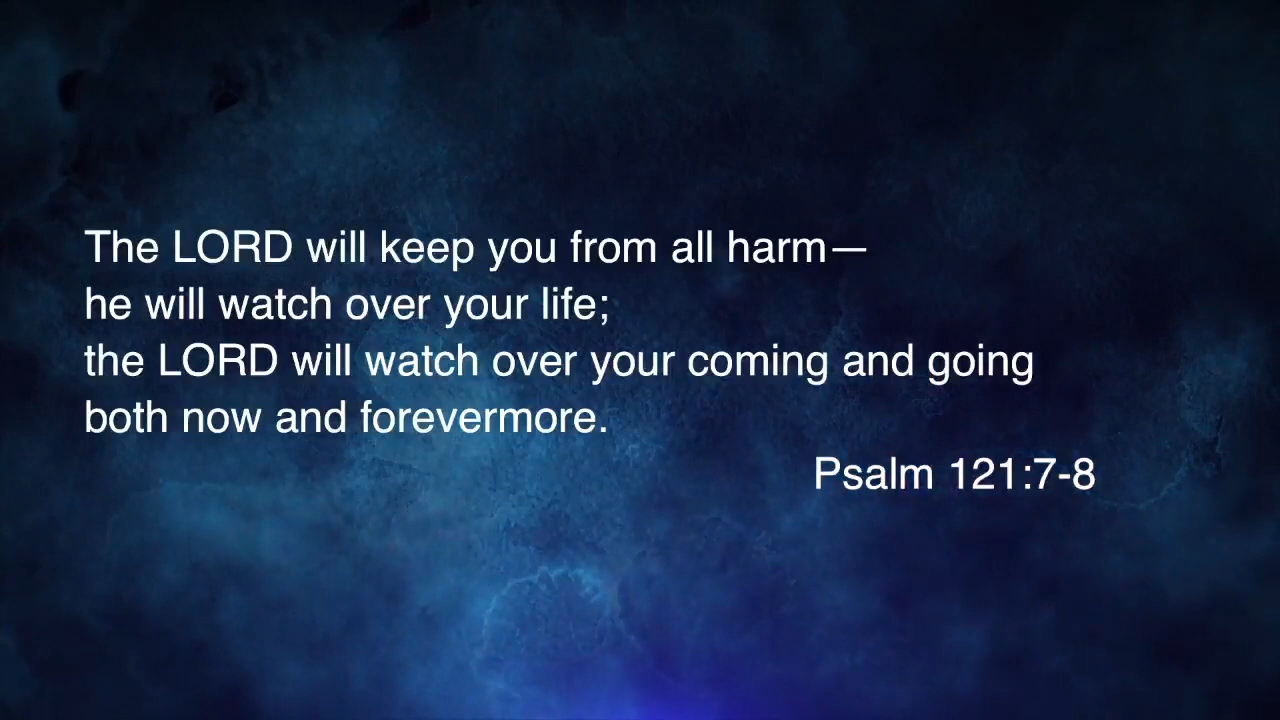 The LORD will keep you from all harm—
he will watch over your life;
the LORD will watch over your coming and going
both now and forevermore.
Psalm 121:7-8